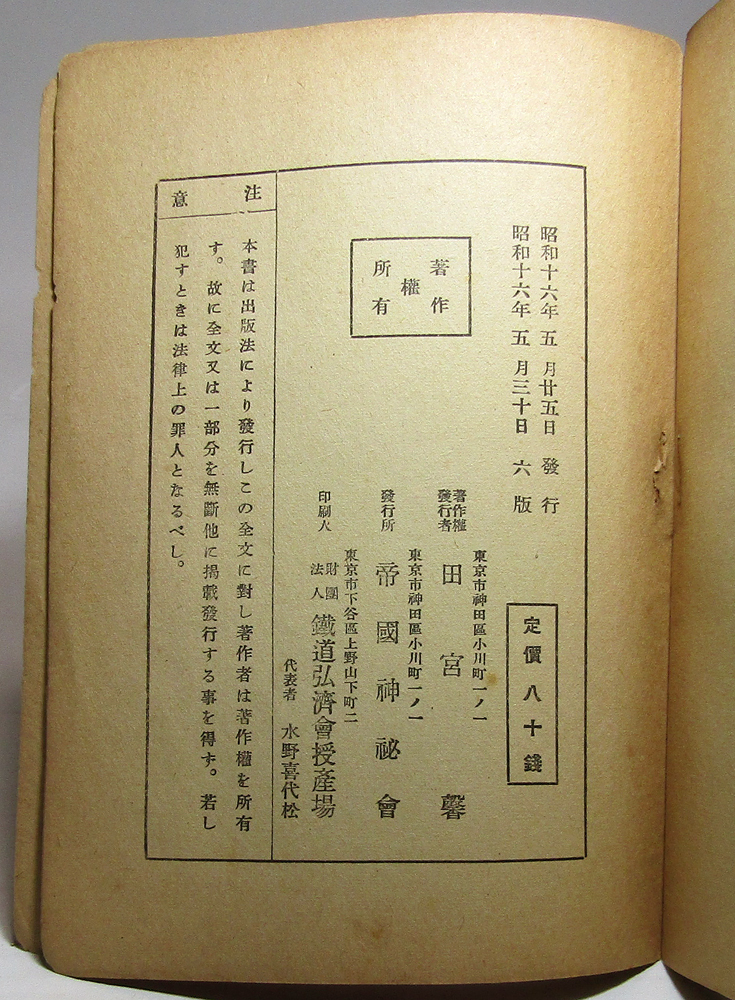 昭和十六年五月廿五日發行
昭和十六年五月三十日六版
定價八十錢
著作
權
所有
東京市神田區小川町一ノ一
著作權
發行者
田宮馨
東京市神田區小川町一ノ一
發行所
帝國神祕會
東京市下谷區上野山下町二
印刷人
財團
法人
鐵道弘濟會授產場
代表者 水野喜代松
注意
本書は出版法により發行しこの全文に對し著作者は著作權を所有
す。故に全文又は一部分を無斷他に揭載發行する事を得ず。若し
犯すときは法律上の罪人となるべし。